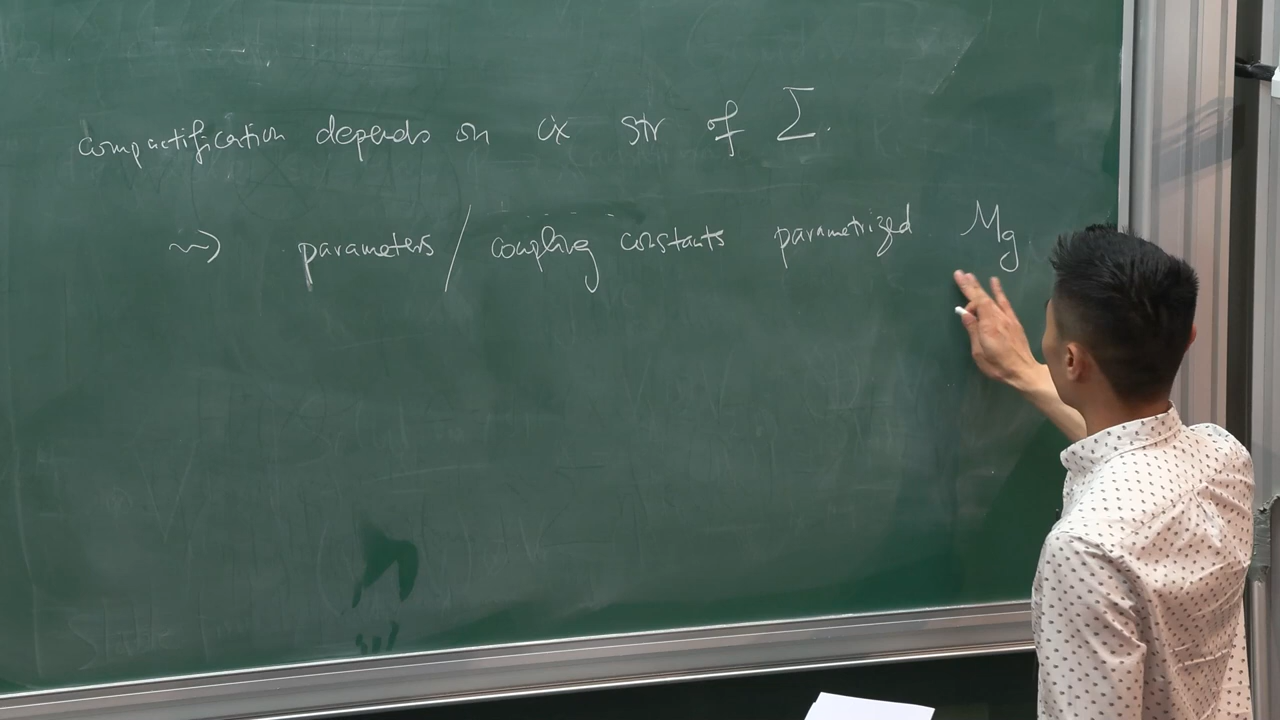 compactification depends on cx str of Σ.
⇝ parameters / coupling constants parametrized Mg